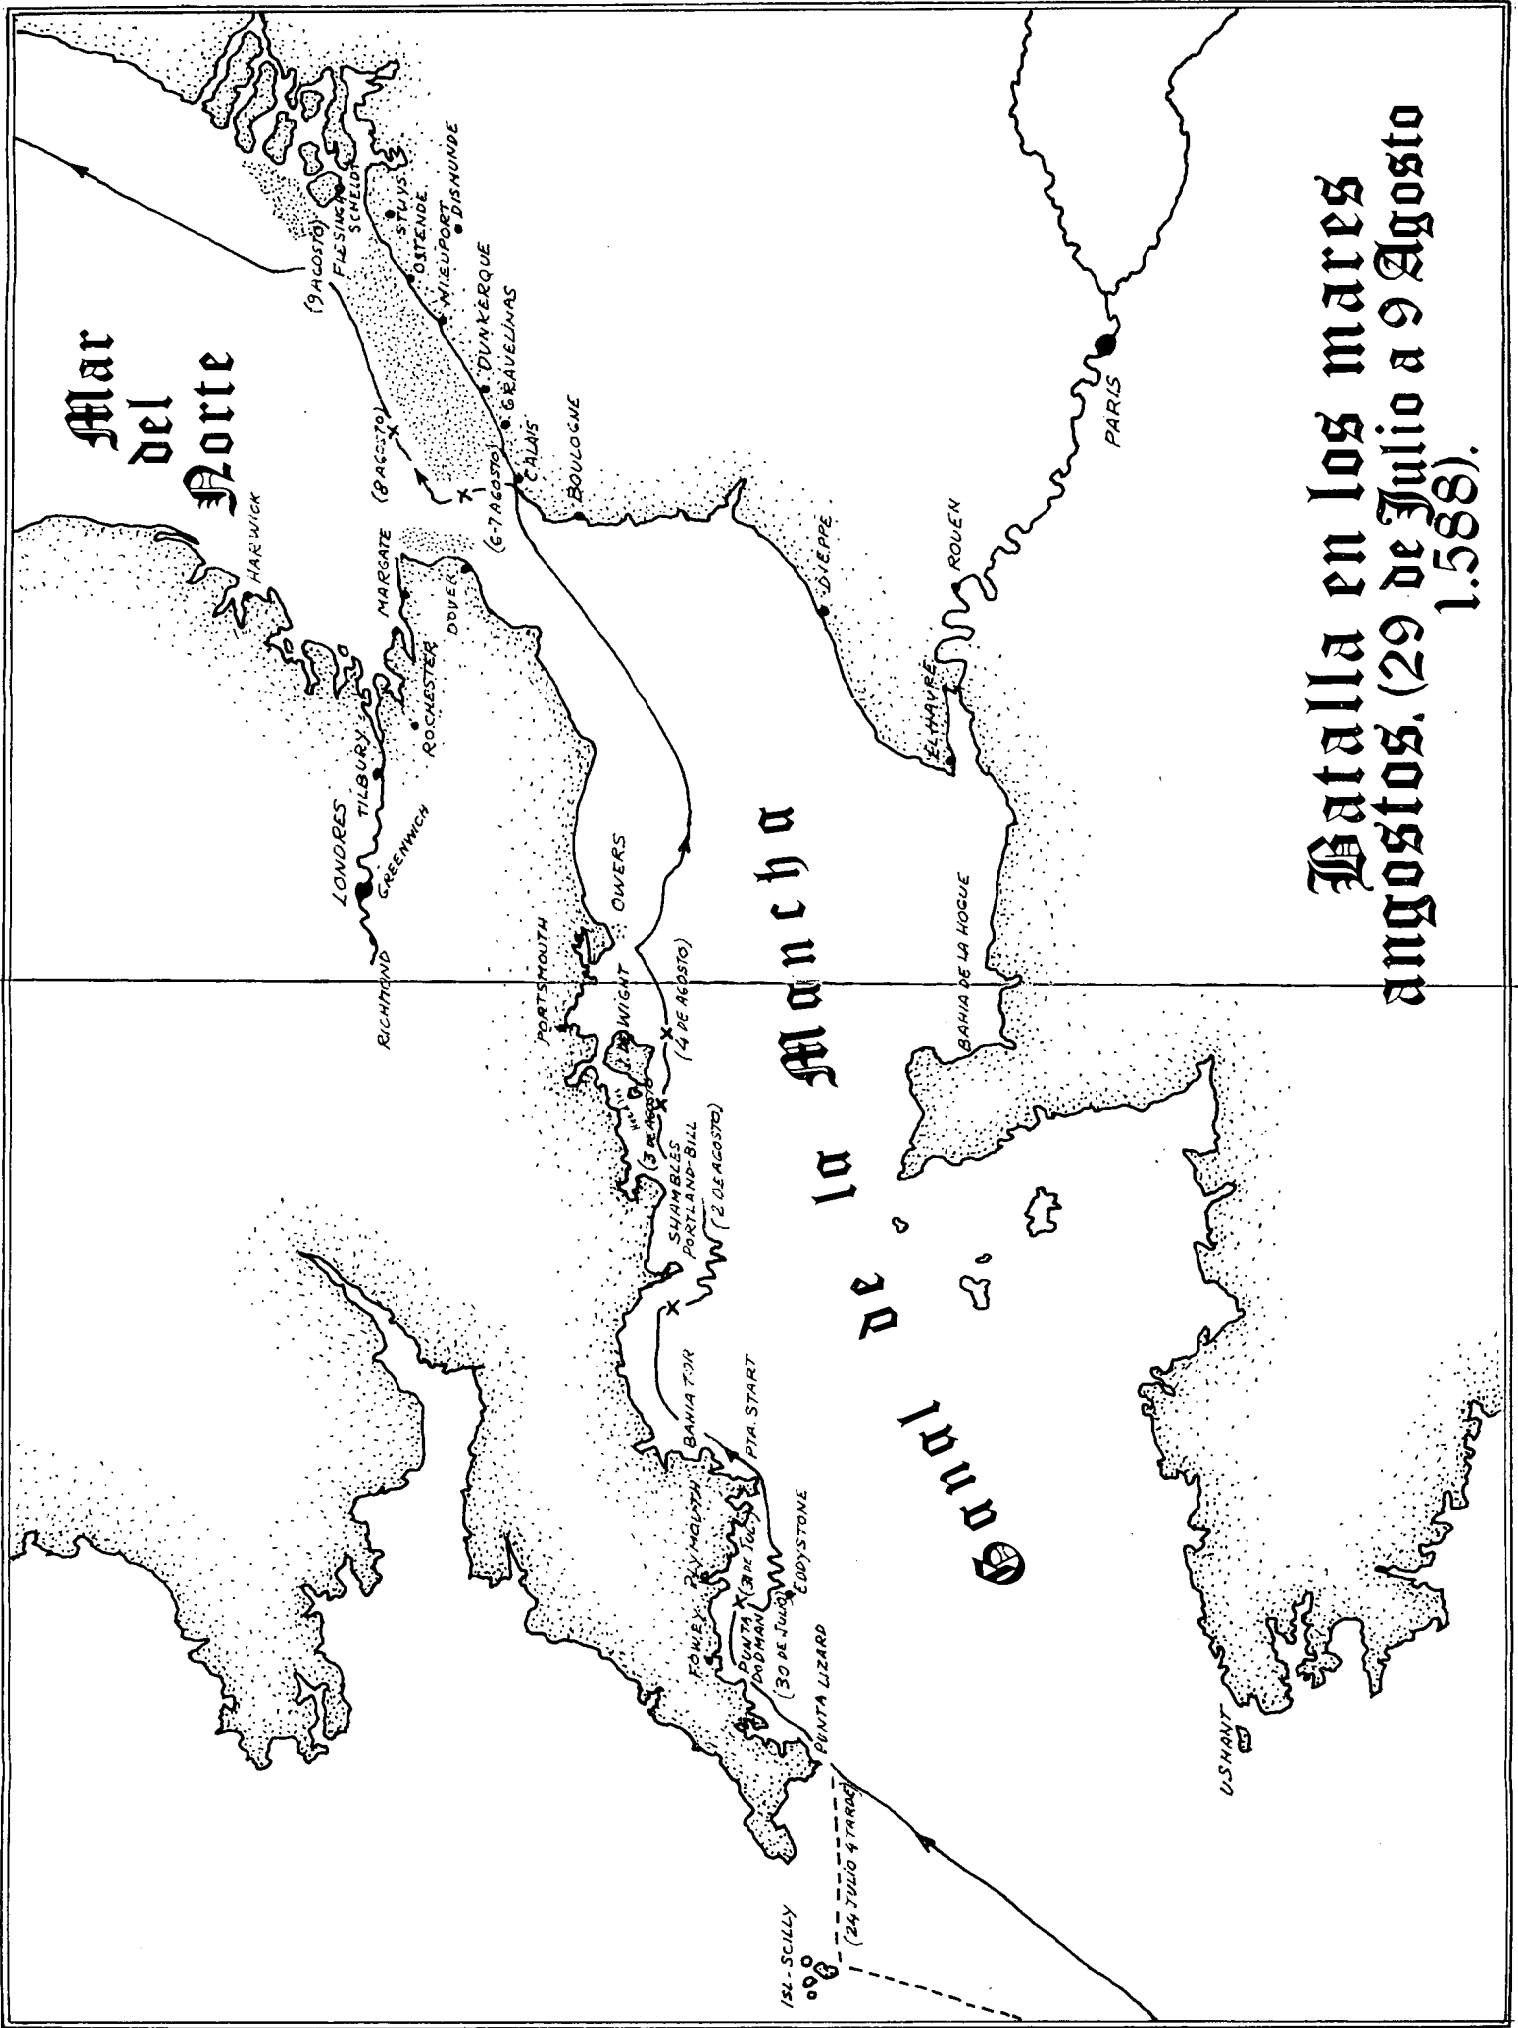 Mar
del
Norte
HARWICK
LONDRES
TILBURY
GREENWICH
RICHMOND
ROCHESTER
MARGATE
DOVER
(9 AGOSTO)
SCHELDT
STUYS
OSTENDE
NIEUPORT
DISMUNDE
DUNKERQUE
GRAVELINAS
CALAIS
BOULOGNE
(8 AGOSTO)
(6-7 AGOSTO)
DIEPPE
ROUEN
EL HAVRE
PARIS
PORTSMOUTH
OWERS
I. DE WIGHT
(4 DE AGOSTO)
(3 DE AGOSTO
SHAMBLES
PORTLAND-BILL
(2 DE AGOSTO)
BAHIA TOR
PTA. START
PLYMOUTH
FOWEY
(31 DE JULIO)
EDDYSTONE
PUNTA
DODMAN
(30 DE JULIO)
PUNTA LIZARD
ISL-SCILLY
(24 JULIO 4 TARDE)
USHANT
BAHIA DE LA HOGUE
Canal de la Mancha
Batalla en los mares
angostos. (29 de Julio a 9 Agosto
1.588).